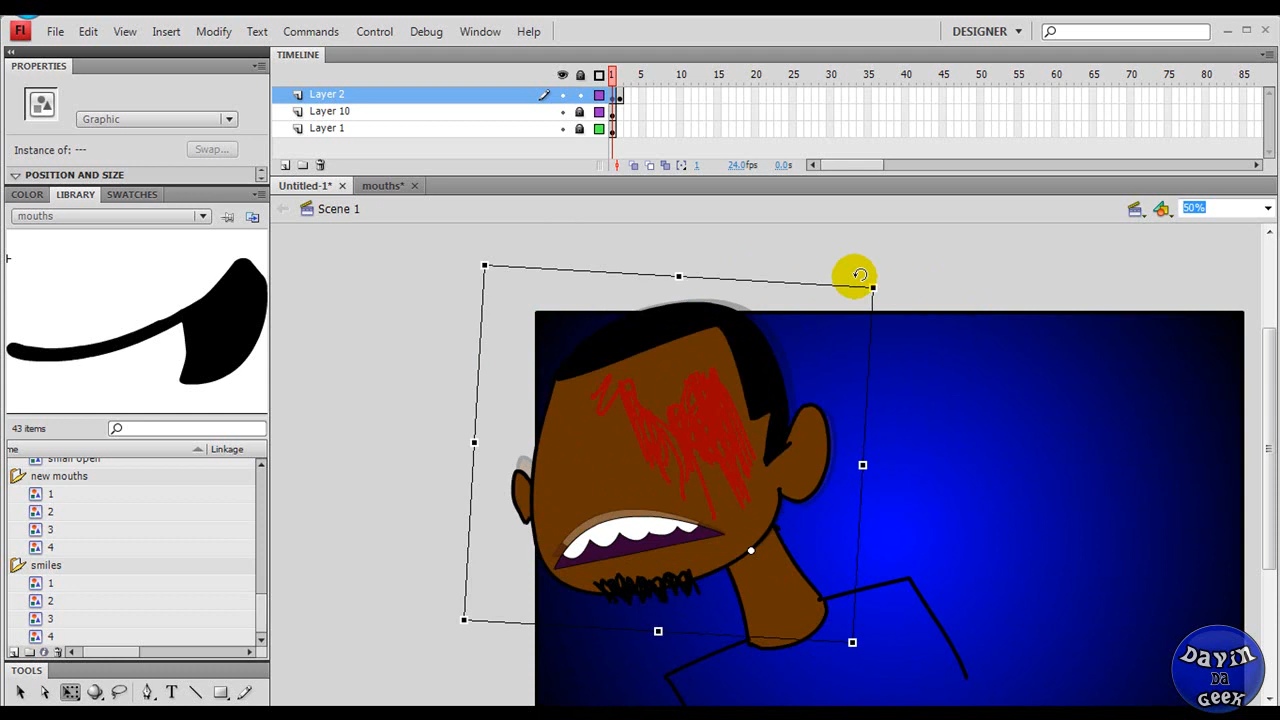 Fl File Edit View Insert Modify Text Commands Control Debug Window Help DESIGNER
PROPERTIES
Graphic
Instance of: --- Swap...
POSITION AND SIZE
COLOR LIBRARY SWATCHES
mouths
43 items
me Linkage
small open
new mouths
1
2
3
4
smiles
1
2
3
4
TOOLS
T
TIMELINE
1 5 10 15 20 25 30 35 40 45 50 55 60 65 70 75 80 85
Layer 2
Layer 10
Layer 1
1 24.0fps 0.0s
Untitled-1* mouths*
Scene 1 50%
Dayin
Da
Geek